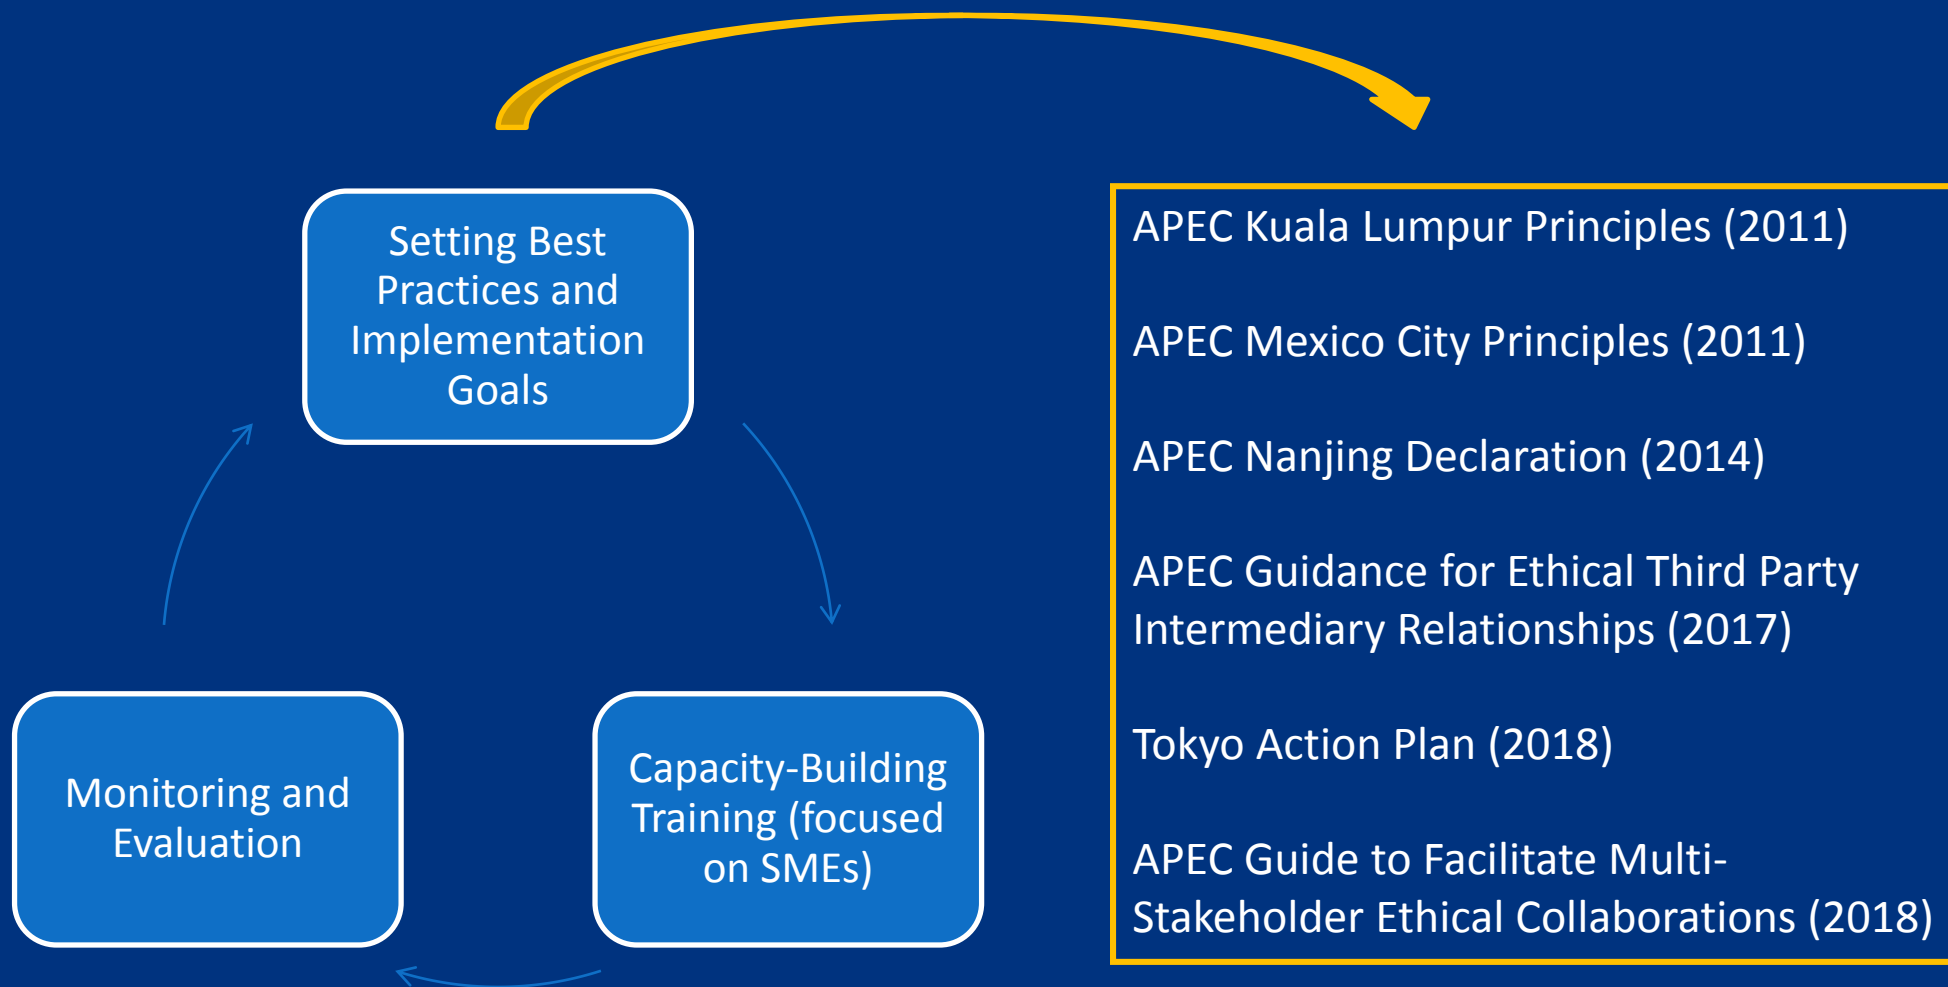 Setting Best
Practices and
Implementation
Goals
Monitoring and
Evaluation
Capacity-Building
Training (focused
on SMEs)
APEC Kuala Lumpur Principles (2011)
APEC Mexico City Principles (2011)
APEC Nanjing Declaration (2014)
APEC Guidance for Ethical Third Party
Intermediary Relationships (2017)
Tokyo Action Plan (2018)
APEC Guide to Facilitate Multi-
Stakeholder Ethical Collaborations (2018)